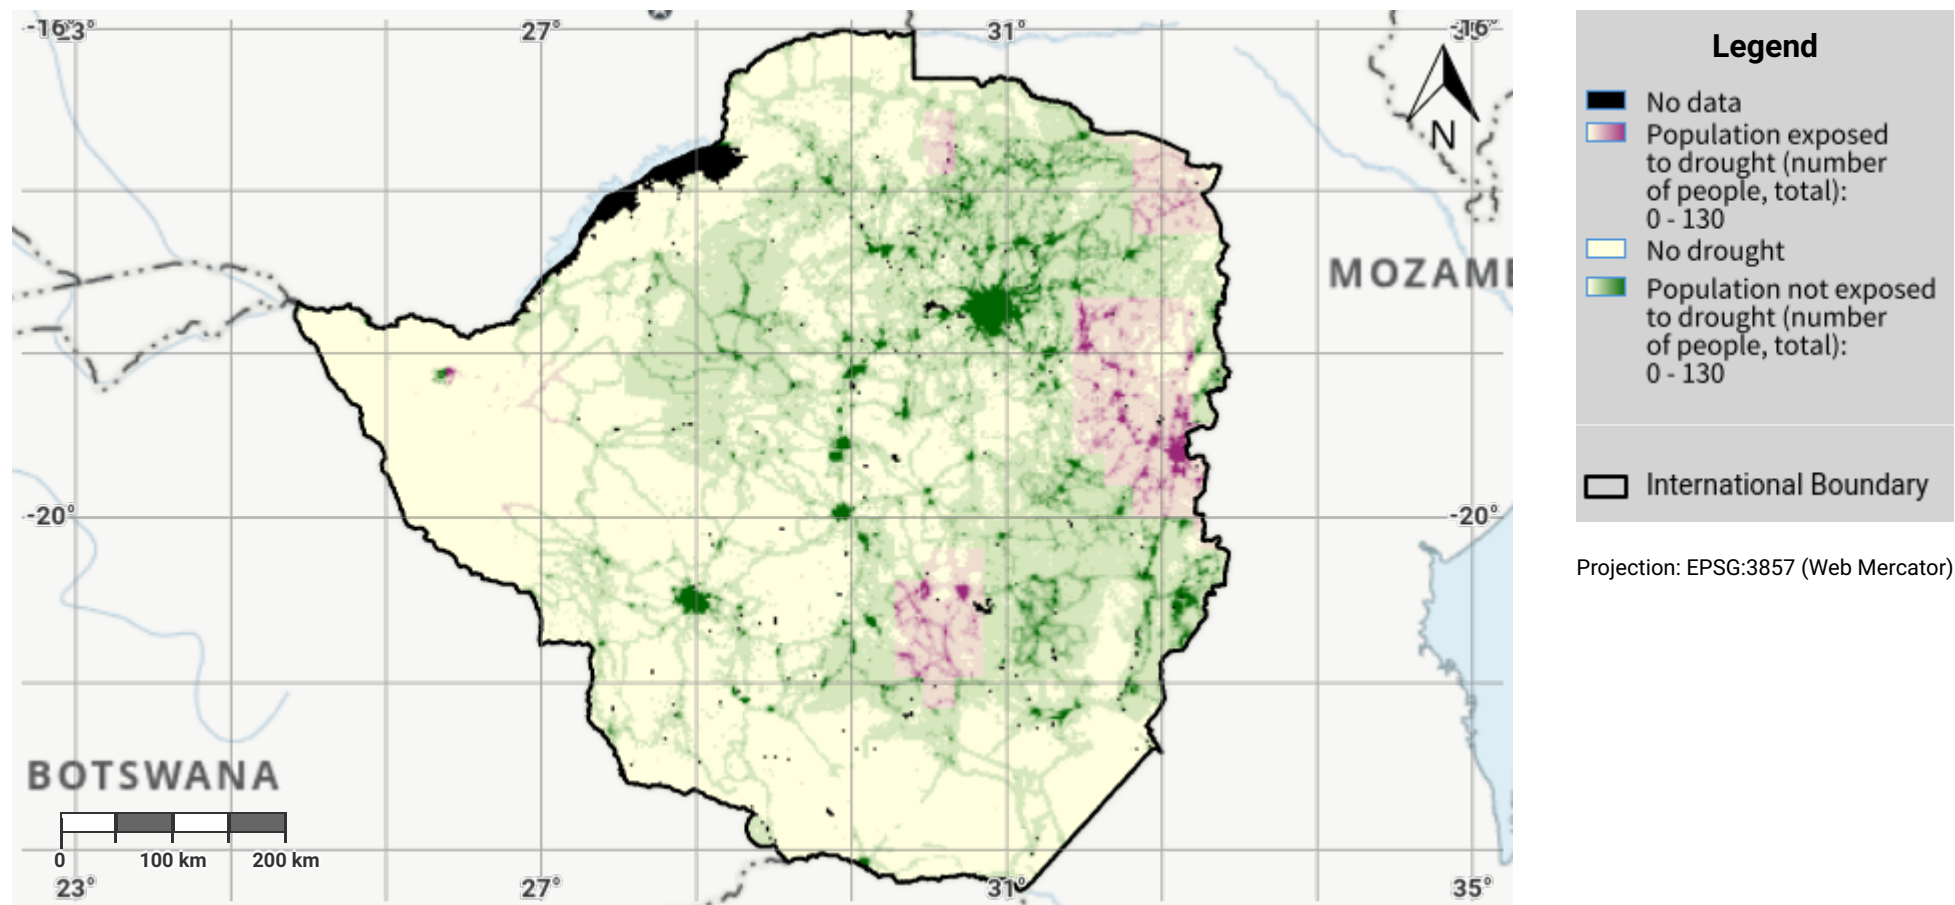 -16°
23°
27°
31°
35°
-16°
N
MOZAMB
-20°
-20°
BOTSWANA
0
100 km
200 km
23°
27°
31°
35°
Legend
No data
Population exposed
to drought (number
of people, total):
0 - 130
No drought
Population not exposed
to drought (number
of people, total):
0 - 130
International Boundary
Projection: EPSG:3857 (Web Mercator)